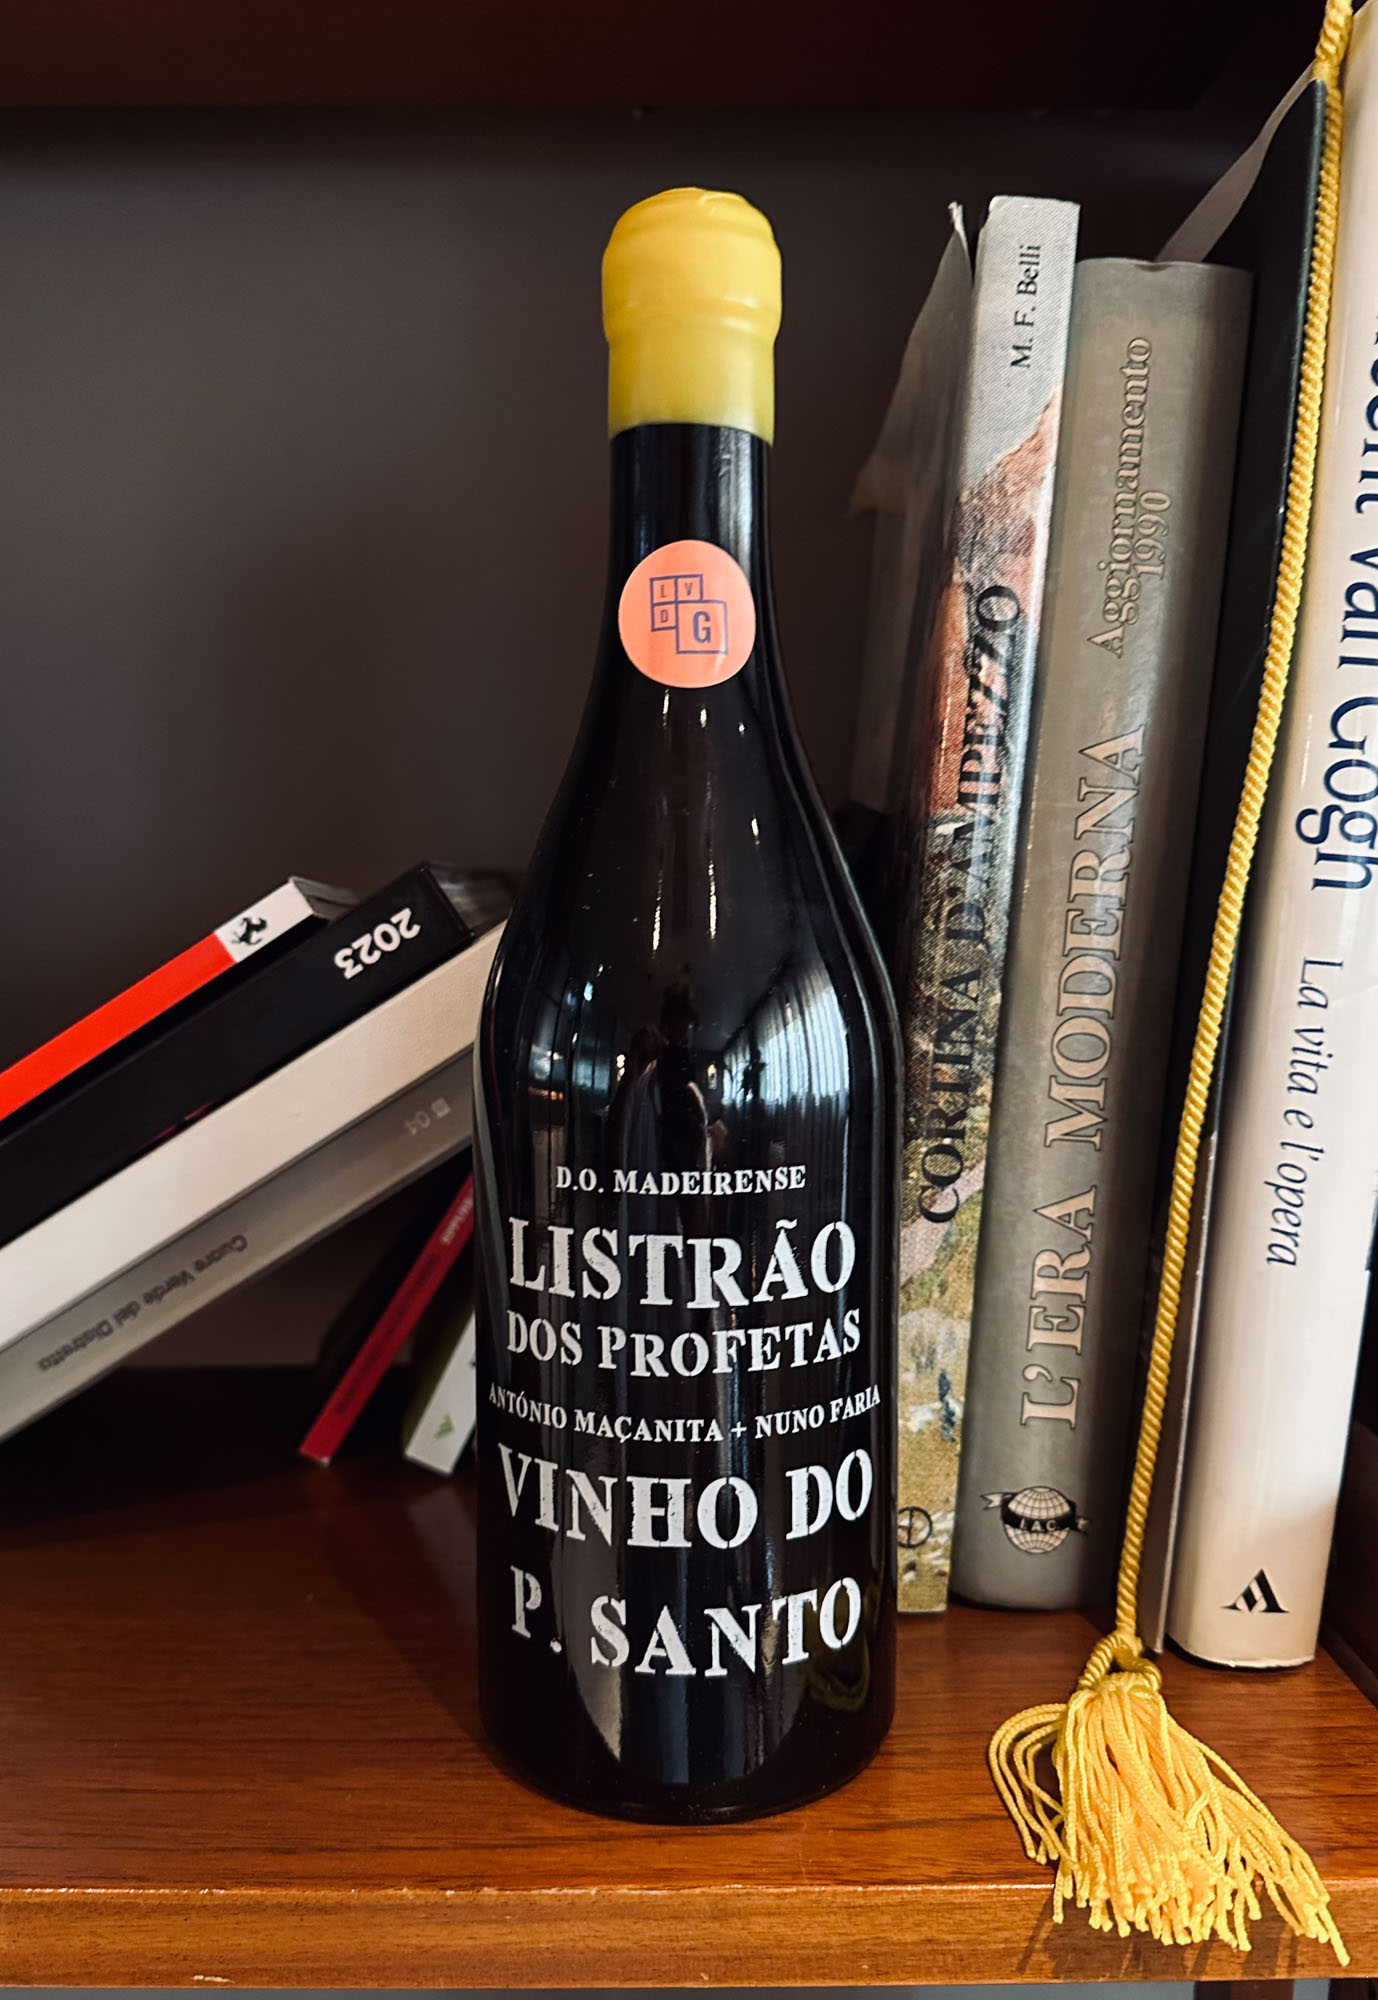 L V
D G
D.O. MADEIRENSE
LISTRÃO
DOS PROFETAS
ANTÓNIO MAÇANITA + NUNO FARIA
VINHO DO
P. SANTO
2023
04
Cuore Verde del Distretto
M. F. Belli
CORTINA D'AMPEZZO
Aggiornamento
1990
L'ERA MODERNA
I.A.C.
van Gogh
La vita e l'opera